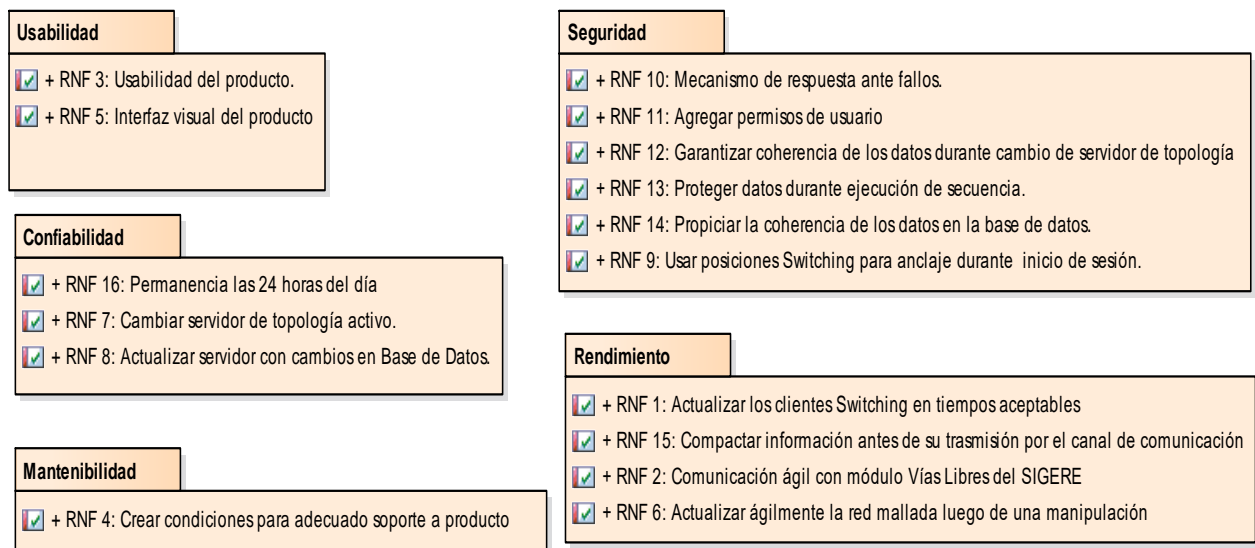 Usabilidad
+ RNF 3: Usabilidad del producto.
+ RNF 5: Interfaz visual del producto
Confiabilidad
+ RNF 16: Permanencia las 24 horas del día
+ RNF 7: Cambiar servidor de topología activo.
+ RNF 8: Actualizar servidor con cambios en Base de Datos.
Mantenibilidad
+ RNF 4: Crear condiciones para adecuado soporte a producto
Seguridad
+ RNF 10: Mecanismo de respuesta ante fallos.
+ RNF 11: Agregar permisos de usuario
+ RNF 12: Garantizar coherencia de los datos durante cambio de servidor de topología
+ RNF 13: Proteger datos durante ejecución de secuencia.
+ RNF 14: Propiciar la coherencia de los datos en la base de datos.
+ RNF 9: Usar posiciones Switching para anclaje durante inicio de sesión.
Rendimiento
+ RNF 1: Actualizar los clientes Switching en tiempos aceptables
+ RNF 15: Compactar información antes de su trasmisión por el canal de comunicación
+ RNF 2: Comunicación ágil con módulo Vías Libres del SIGERE
+ RNF 6: Actualizar ágilmente la red mallada luego de una manipulación